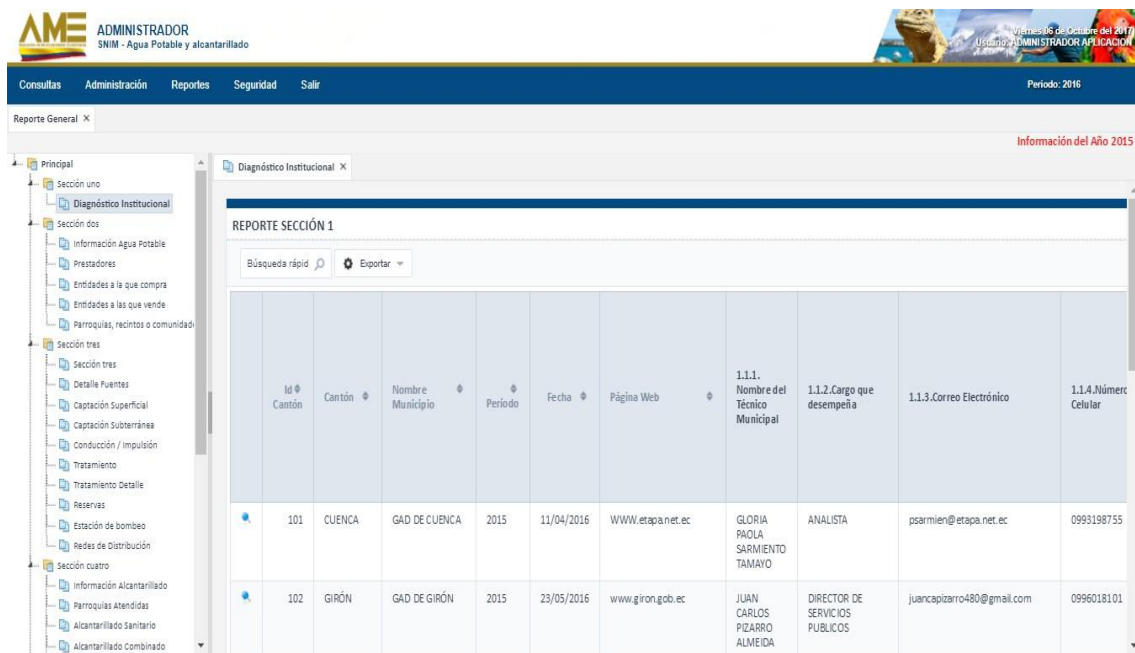 AME
ADMINISTRADOR
SNIM - Agua Potable y alcantarillado
Viernes 06 de Octubre del 2017
Usuario: ADMINISTRADOR APLICACION
Consultas Administración Reportes Seguridad Salir Periodo: 2016
Reporte General X
Información del Año 2015
Principal
Sección uno
Diagnóstico Institucional
Sección dos
Información Agua Potable
Prestadores
Entidades a la que compra
Entidades a las que vende
Parroquias, recintos o comunidade
Sección tres
Sección tres
Detalle Fuentes
Captación Superficial
Captación Subterránea
Conducción / Impulsión
Tratamiento
Tratamiento Detalle
Reservas
Estación de bombeo
Redes de Distribución
Sección cuatro
Información Alcantarillado
Parroquias Atendidas
Alcantarillado Sanitario
Alcantarillado Combinado
Diagnóstico Institucional X
REPORTE SECCIÓN 1
Búsqueda rápid Exportar
Id Cantón
Cantón
Nombre Municipio
Período
Fecha
Página Web
1.1.1. Nombre del Técnico Municipal
1.1.2.Cargo que desempeña
1.1.3.Correo Electrónico
1.1.4.Número Celular
101 CUENCA GAD DE CUENCA 2015 11/04/2016 WWW.etapa.net.ec GLORIA PAOLA SARMIENTO TAMAYO ANALISTA psarmien@etapa.net.ec 0993198755
102 GIRÓN GAD DE GIRÓN 2015 23/05/2016 www.giron.gob.ec JUAN CARLOS PIZARRO ALMEIDA DIRECTOR DE SERVICIOS PUBLICOS juancapizarro480@gmail.com 0996018101